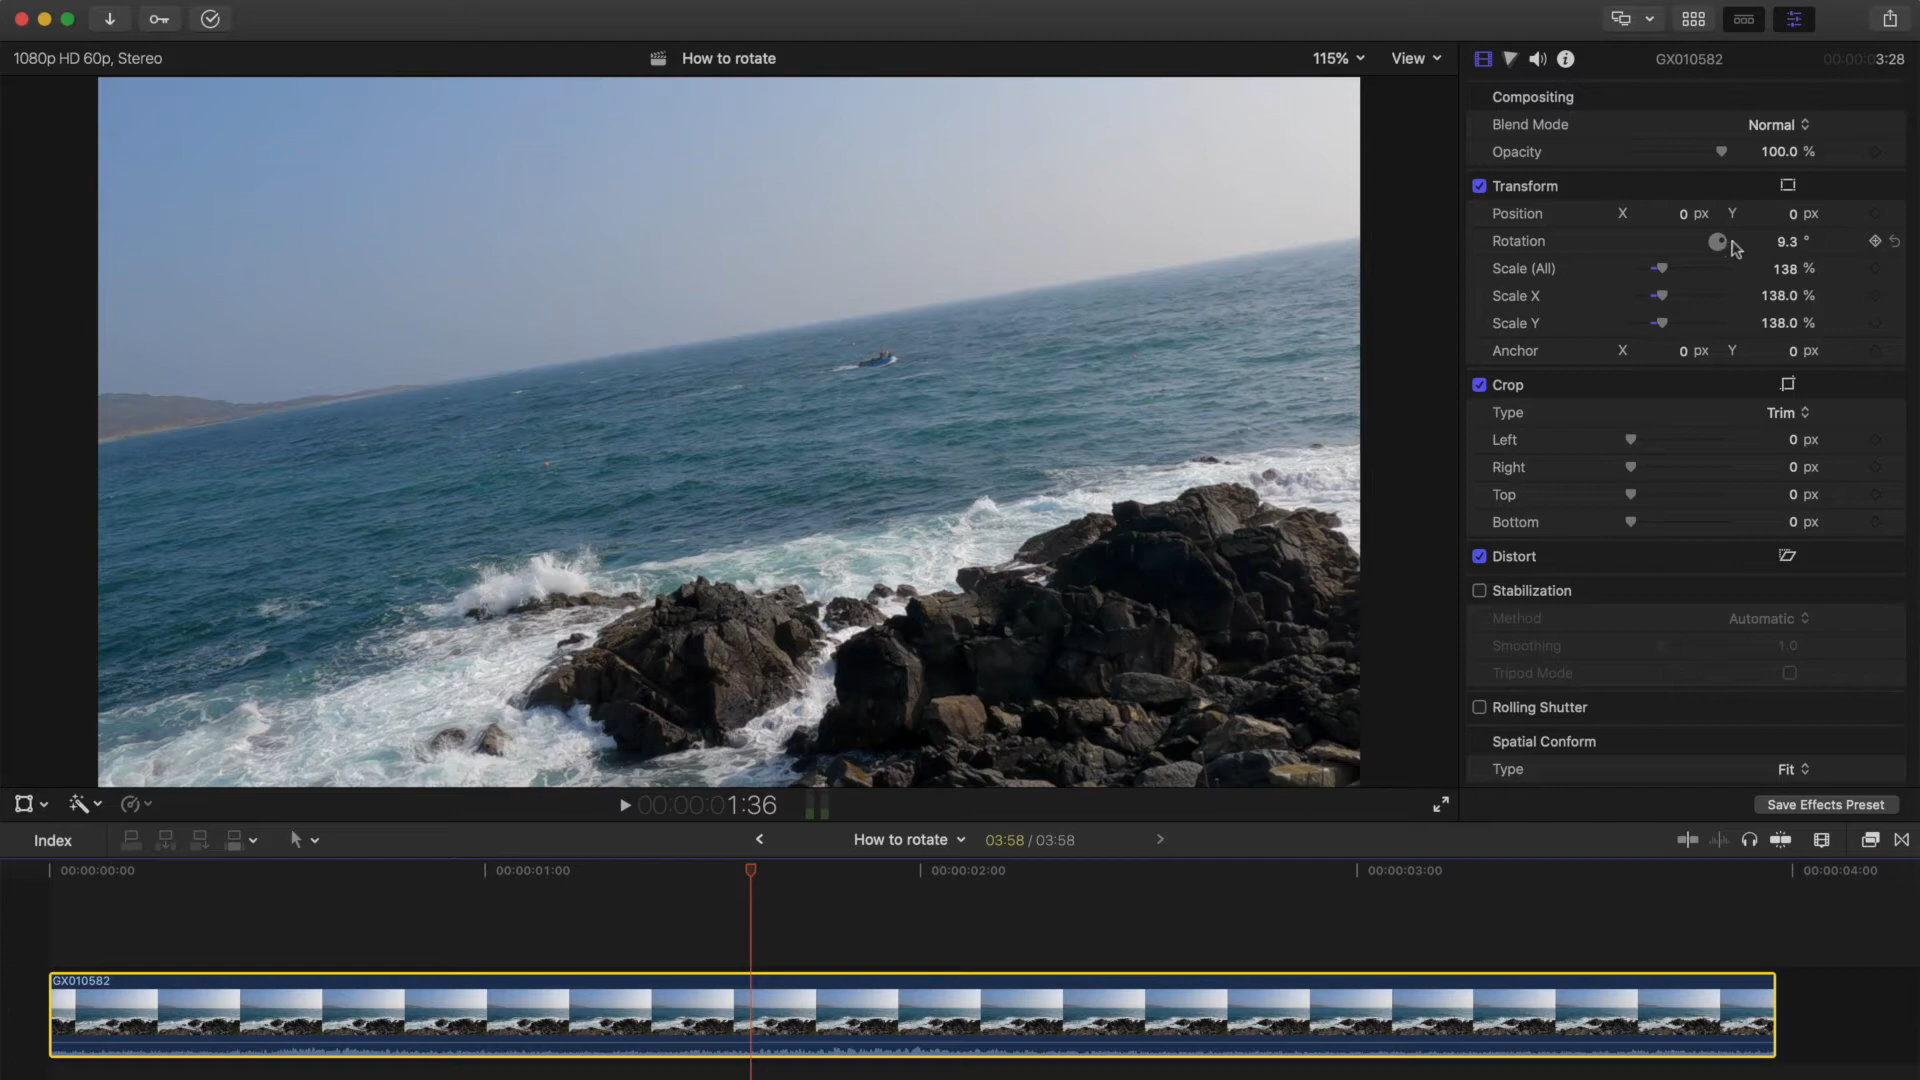 1080p HD 60p, Stereo
How to rotate
115%
View
GX010582
00:00:03:28
Compositing
Blend Mode Normal
Opacity 100.0 %
Transform
Position X 0 px Y 0 px
Rotation 9.3 °
Scale (All) 138 %
Scale X 138.0 %
Scale Y 138.0 %
Anchor X 0 px Y 0 px
Crop
Type Trim
Left 0 px
Right 0 px
Top 0 px
Bottom 0 px
Distort
Stabilization
Method Automatic
Smoothing 1.0
Tripod Mode
Rolling Shutter
Spatial Conform
Type Fit
00:00:01:36
Save Effects Preset
Index
How to rotate
03:58 / 03:58
00:00:00:00
00:00:01:00
00:00:02:00
00:00:03:00
00:00:04:00
GX010582